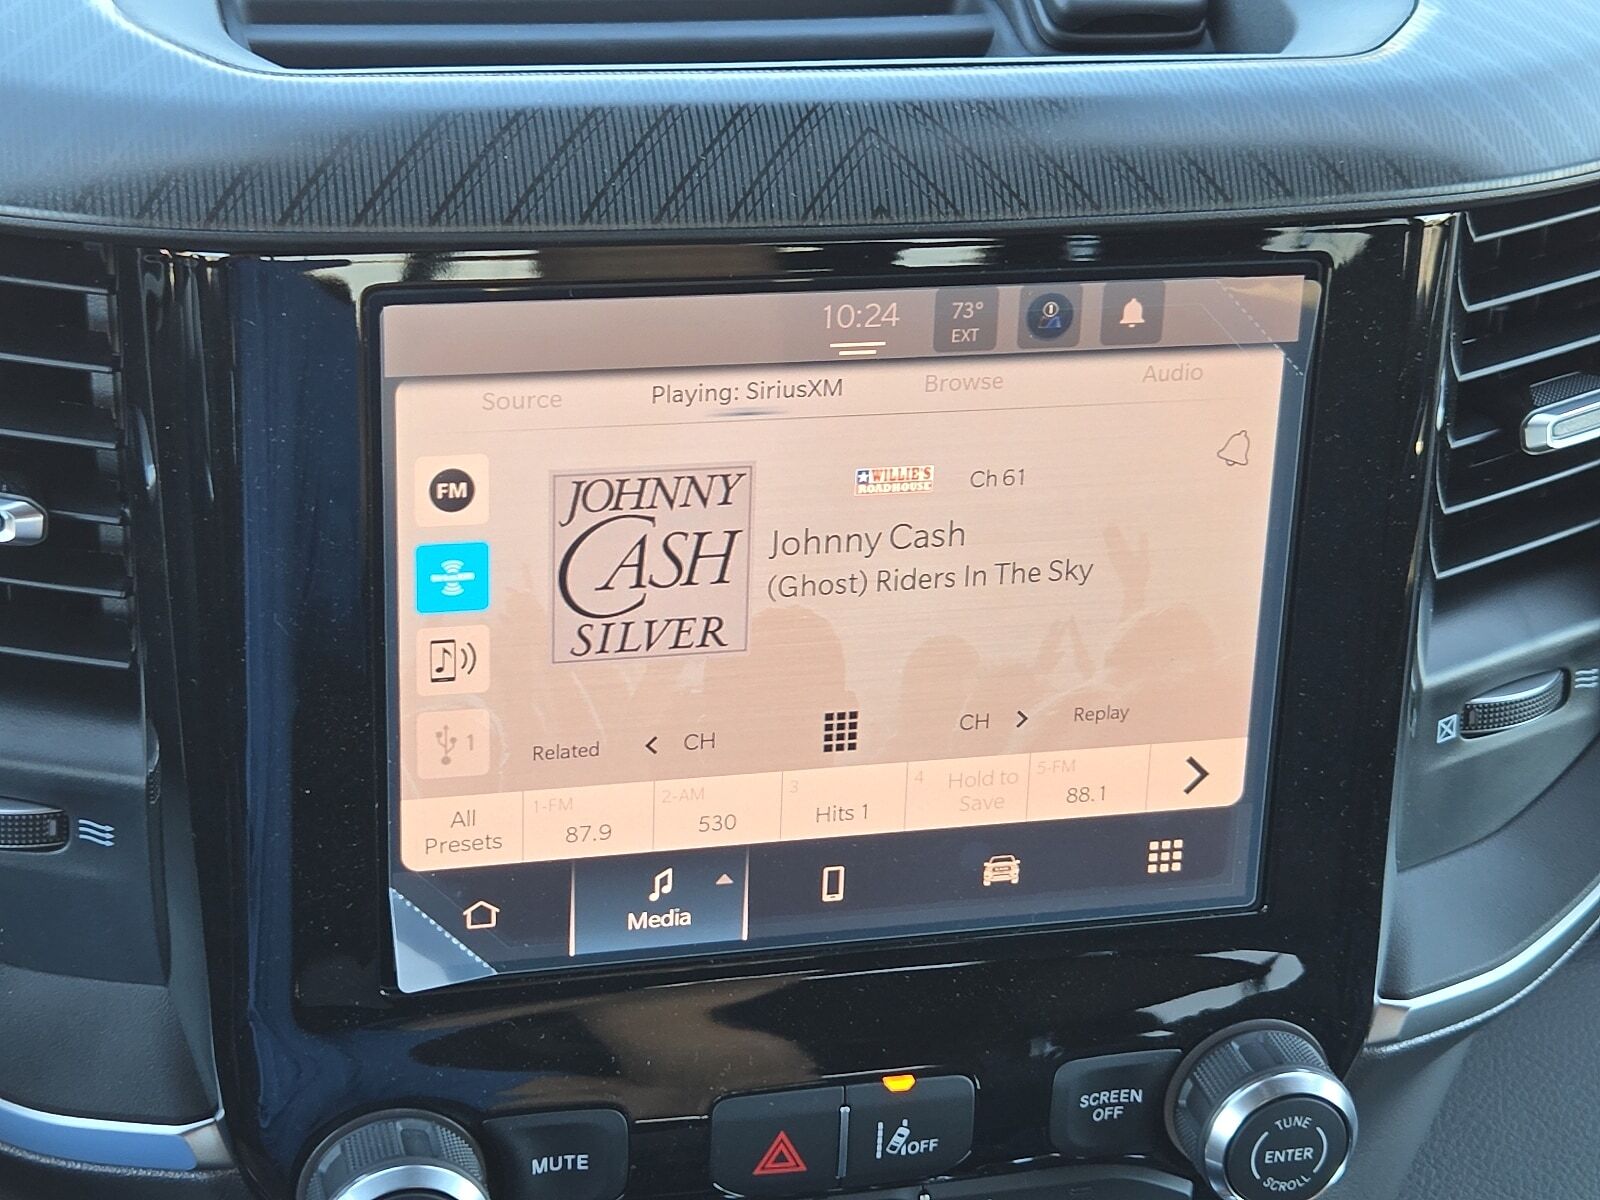 10:24
73°
EXT
Source
Playing: SiriusXM
Browse
Audio
FM
JOHNNY
CASH
SILVER
WILLIE'S
ROADHOUSE
Ch 61
Johnny Cash
(Ghost) Riders In The Sky
1
Related
< CH
CH >
Replay
All
Presets
1-FM
87.9
2-AM
530
3
Hits 1
4
Hold to
Save
5-FM
88.1
Media
MUTE
OFF
SCREEN
OFF
TUNE
ENTER
SCROLL